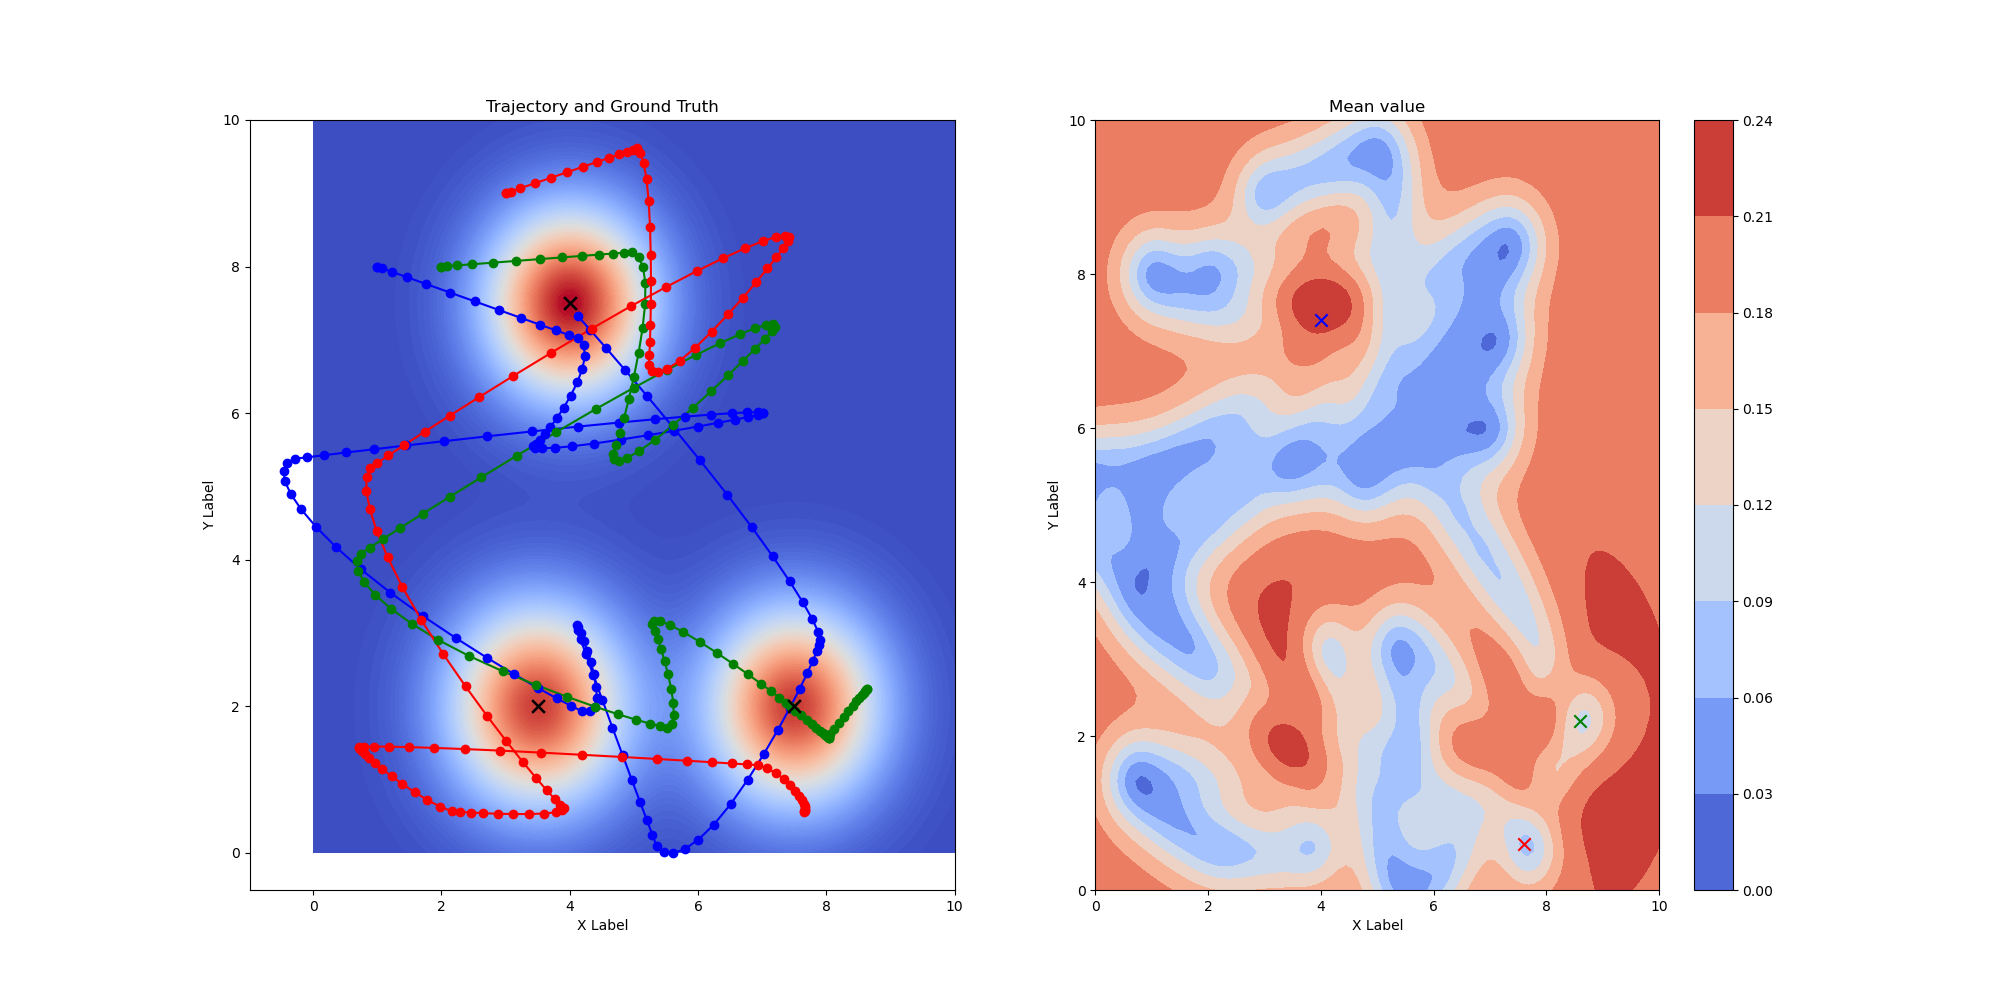 Trajectory and Ground Truth
10
8
6
4
2
0
Y Label
0 2 4 6 8 10
X Label
Mean value
10
8
6
4
2
0
Y Label
0 2 4 6 8 10
X Label
0.24
0.21
0.18
0.15
0.12
0.09
0.06
0.03
0.00